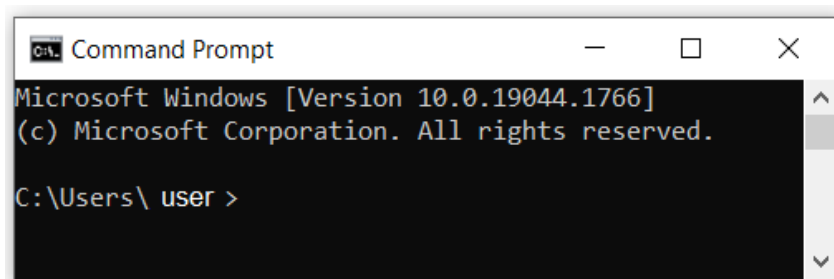 Command Prompt
Microsoft Windows [Version 10.0.19044.1766]
(c) Microsoft Corporation. All rights reserved.
C:\Users\ user >